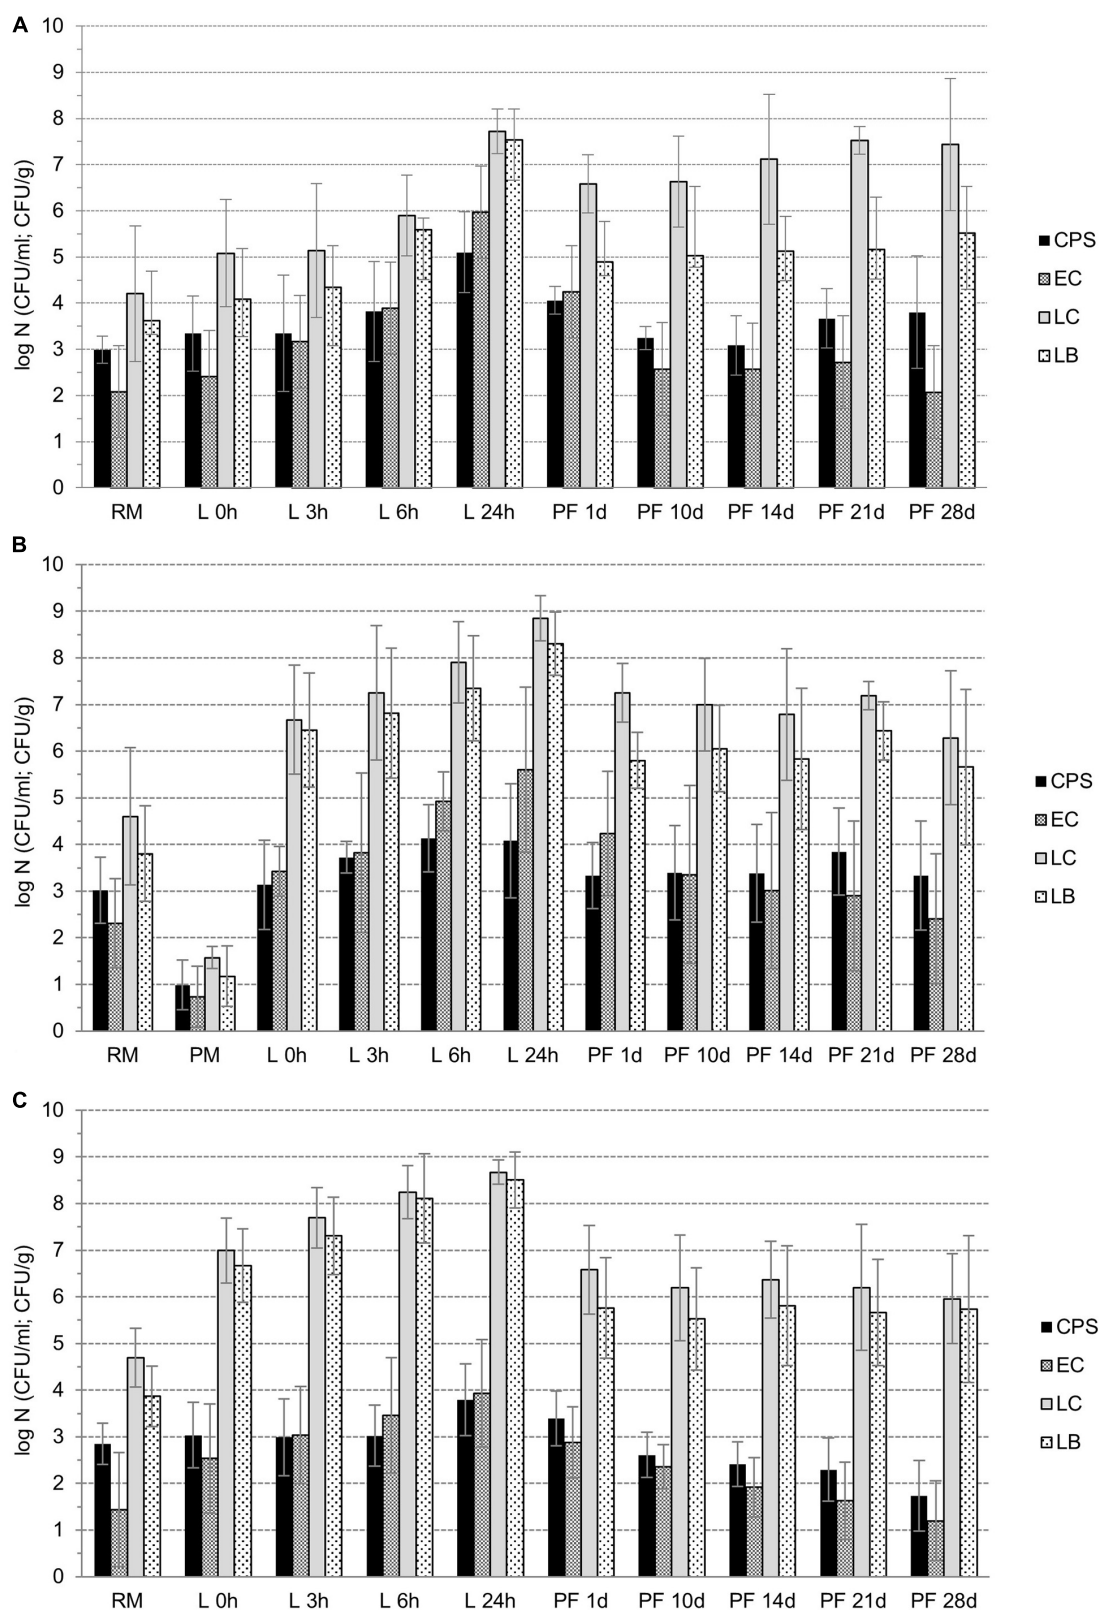 A
10
9
8
7
6
5
4
3
2
1
0
log N (CFU/ml; CFU/g)
RM L 0h L 3h L 6h L 24h PF 1d PF 10d PF 14d PF 21d PF 28d
CPS
EC
LC
LB
B
10
9
8
7
6
5
4
3
2
1
0
log N (CFU/ml; CFU/g)
RM PM L 0h L 3h L 6h L 24h PF 1d PF 10d PF 14d PF 21d PF 28d
CPS
EC
LC
LB
C
10
9
8
7
6
5
4
3
2
1
0
log N (CFU/ml; CFU/g)
RM L 0h L 3h L 6h L 24h PF 1d PF 10d PF 14d PF 21d PF 28d
CPS
EC
LC
LB